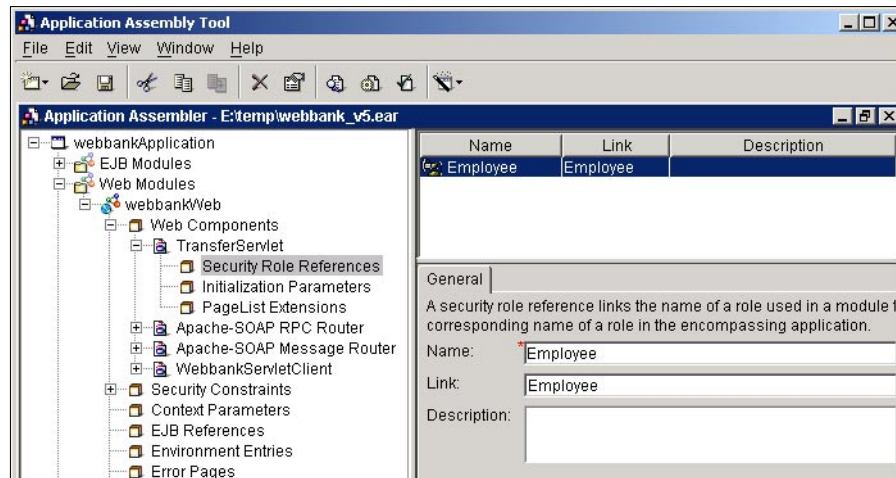 Application Assembly Tool
File Edit View Window Help
Application Assembler - E:\temp\webbank_v5.ear
webbankApplication
EJB Modules
Web Modules
webbankWeb
Web Components
TransferServlet
Security Role References
Initialization Parameters
PageList Extensions
Apache-SOAP RPC Router
Apache-SOAP Message Router
WebbankServletClient
Security Constraints
Context Parameters
EJB References
Environment Entries
Error Pages
Name Link Description
Employee Employee
General
A security role reference links the name of a role used in a module
corresponding name of a role in the encompassing application.
Name: *Employee
Link: Employee
Description: